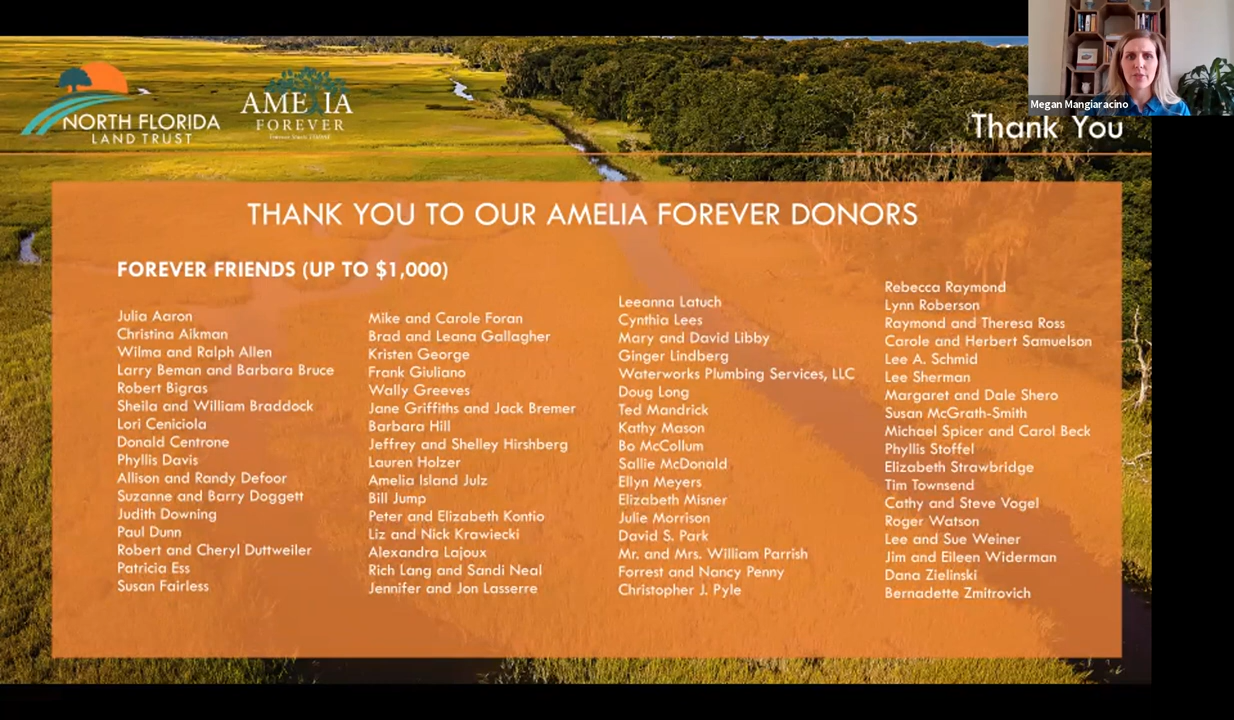 Megan Mangiaracino
NORTH FLORIDA
LAND TRUST
AMELIA
FOREVER
Thank You
THANK YOU TO OUR AMELIA FOREVER DONORS
FOREVER FRIENDS (UP TO $1,000)
Julia Aaron
Christina Aikman
Wilma and Ralph Allen
Larry Beman and Barbara Bruce
Robert Bigras
Sheila and William Braddock
Lori Ceniciola
Donald Centrone
Phyllis Davis
Allison and Randy Defoor
Suzanne and Barry Doggett
Judith Downing
Paul Dunn
Robert and Cheryl Duttweiler
Patricia Ess
Susan Fairless
Mike and Carole Foran
Brad and Leana Gallagher
Kristen George
Frank Giuliano
Wally Greeves
Jane Griffiths and Jack Bremer
Barbara Hill
Jeffrey and Shelley Hirshberg
Lauren Holzer
Amelia Island Julz
Bill Jump
Peter and Elizabeth Kontio
Liz and Nick Krawiecki
Alexandra Lajoux
Rich Lang and Sandi Neal
Jennifer and Jon Lasserre
Leeanna Latuch
Cynthia Lees
Mary and David Libby
Ginger Lindberg
Waterworks Plumbing Services, LLC
Doug Long
Ted Mandrick
Kathy Mason
Bo McCollum
Sallie McDonald
Ellyn Meyers
Elizabeth Misner
Julie Morrison
David S. Park
Mr. and Mrs. William Parrish
Forrest and Nancy Penny
Christopher J. Pyle
Rebecca Raymond
Lynn Roberson
Raymond and Theresa Ross
Carole and Herbert Samuelson
Lee A. Schmid
Lee Sherman
Margaret and Dale Shero
Susan McGrath-Smith
Michael Spicer and Carol Beck
Phyllis Stoffel
Elizabeth Strawbridge
Tim Townsend
Cathy and Steve Vogel
Roger Watson
Lee and Sue Weiner
Jim and Eileen Widerman
Dana Zielinski
Bernadette Zmitrovich